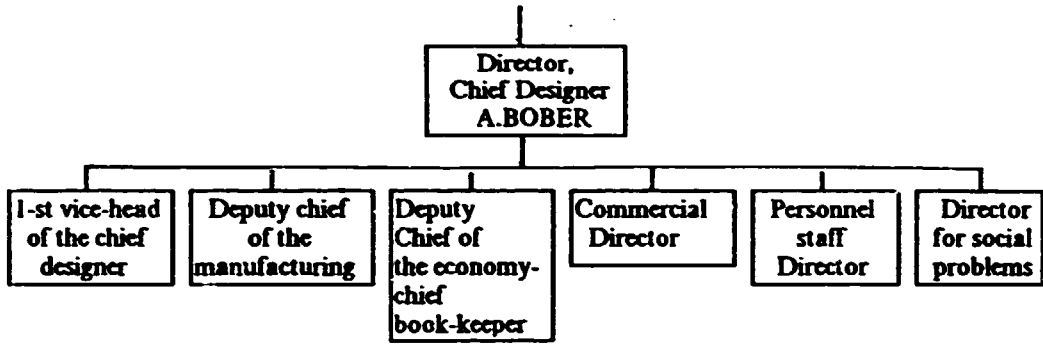 Director,
Chief Designer
A.BOBER
1-st vice-head
of the chief
designer
Deputy chief
of the
manufacturing
Deputy
Chief of
the economy-
chief
book-keeper
Commercial
Director
Personnel
staff
Director
Director
for social
problems